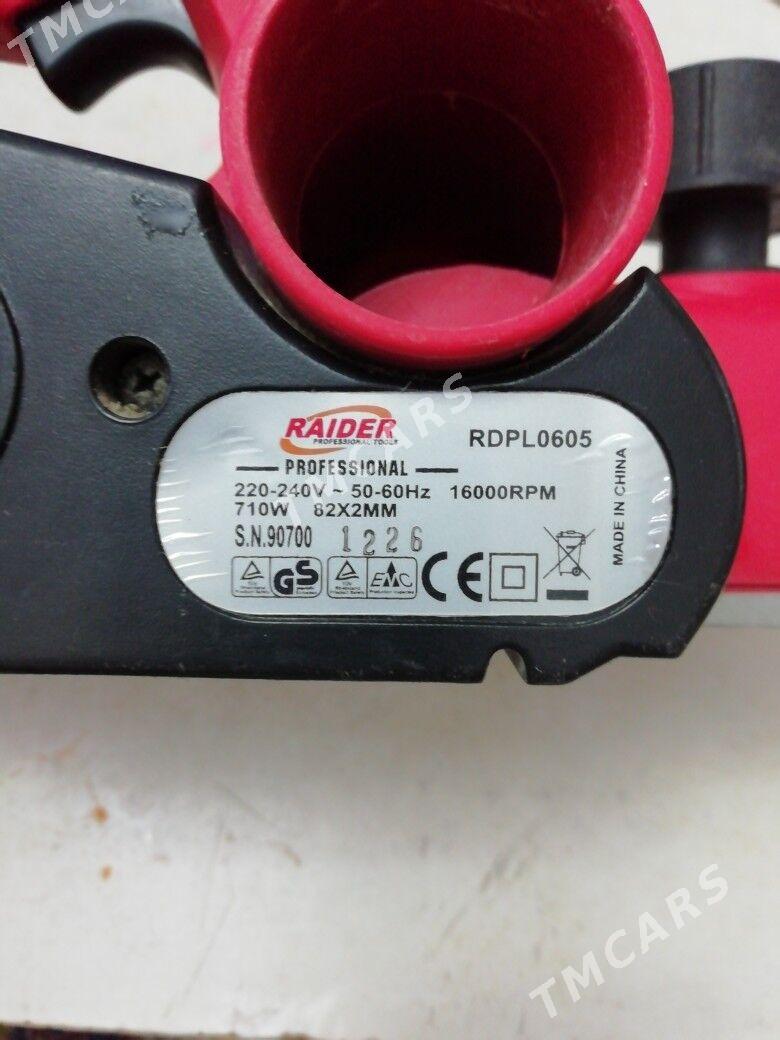 TMCARS
RAIDER
PROFESSIONAL TOOLS
RDPL0605
PROFESSIONAL
220-240V ~ 50-60Hz 16000RPM
710W 82X2MM
S.N.90700 1226
GS
EMC
CE
MADE IN CHINA
TMCARS
TMCARS